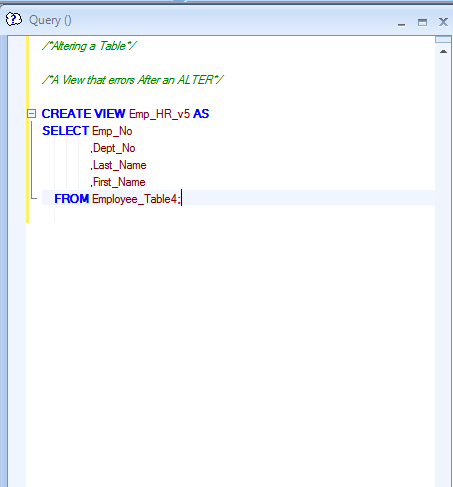 Query ()
/*Altering a Table*/
/*A View that errors After an ALTER*/
CREATE VIEW Emp_HR_v5 AS
SELECT Emp_No
,Dept_No
,Last_Name
,First_Name
FROM Employee_Table4;